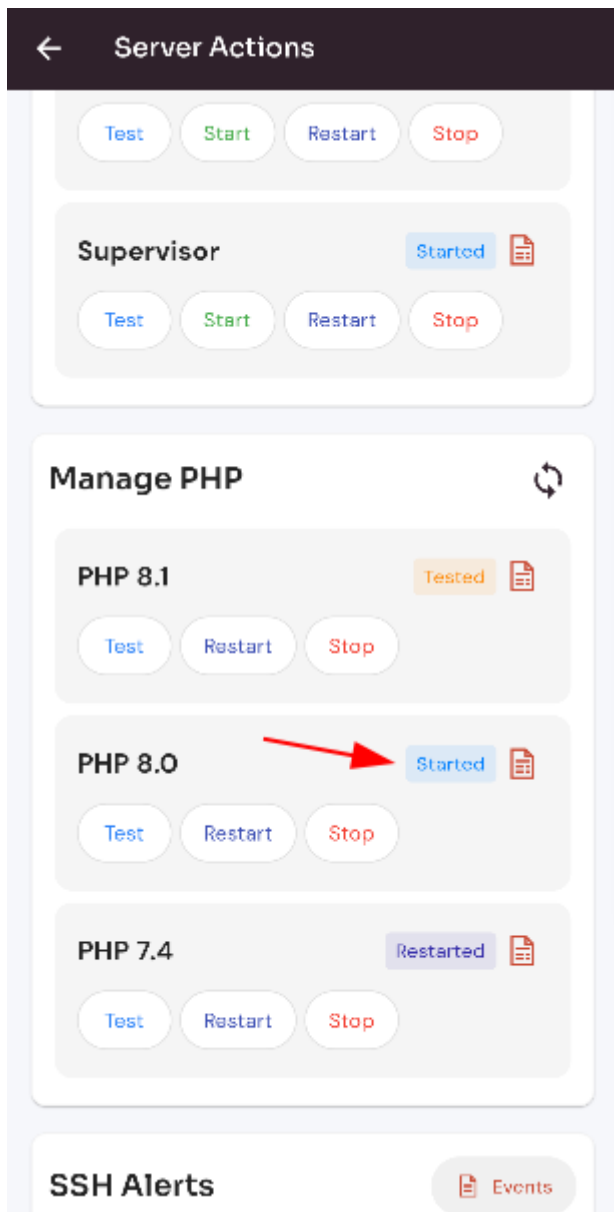 Server Actions
Test Start Restart Stop
Supervisor Started
Test Start Restart Stop
Manage PHP
PHP 8.1 Tested
Test Restart Stop
PHP 8.0 Started
Test Restart Stop
PHP 7.4 Restarted
Test Restart Stop
SSH Alerts Events